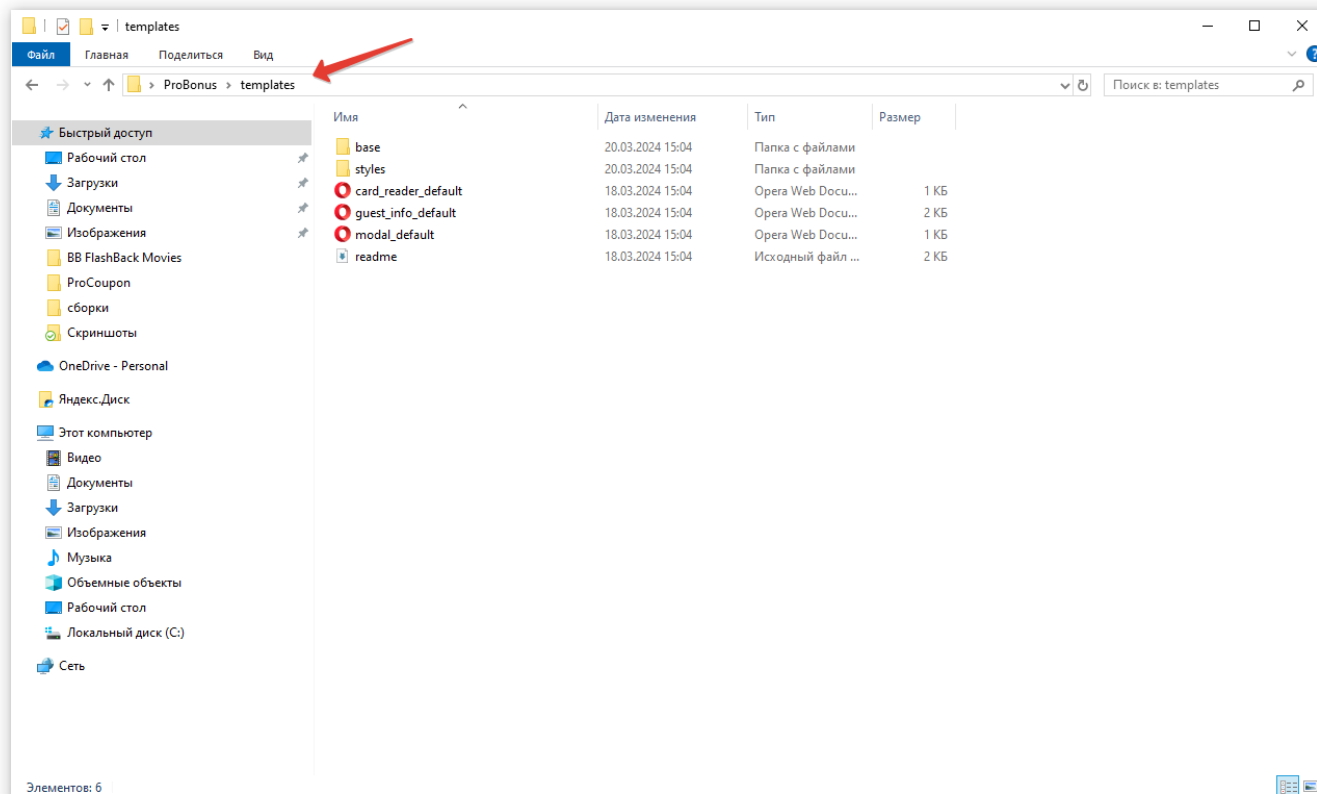 templates
Файл Главная Поделиться Вид
ProBonus templates Поиск в: templates
Имя Дата изменения Тип Размер
Быстрый доступ
Рабочий стол
Загрузки
Документы
Изображения
BB FlashBack Movies
ProCoupon
сборки
Скриншоты
OneDrive - Personal
Яндекс.Диск
Этот компьютер
Видео
Документы
Загрузки
Изображения
Музыка
Объемные объекты
Рабочий стол
Локальный диск (C:)
Сеть
base 20.03.2024 15:04 Папка с файлами
styles 20.03.2024 15:04 Папка с файлами
card_reader_default 18.03.2024 15:04 Opera Web Docu... 1 КБ
guest_info_default 18.03.2024 15:04 Opera Web Docu... 2 КБ
modal_default 18.03.2024 15:04 Opera Web Docu... 1 КБ
readme 18.03.2024 15:04 Исходный файл ... 2 КБ
Элементов: 6